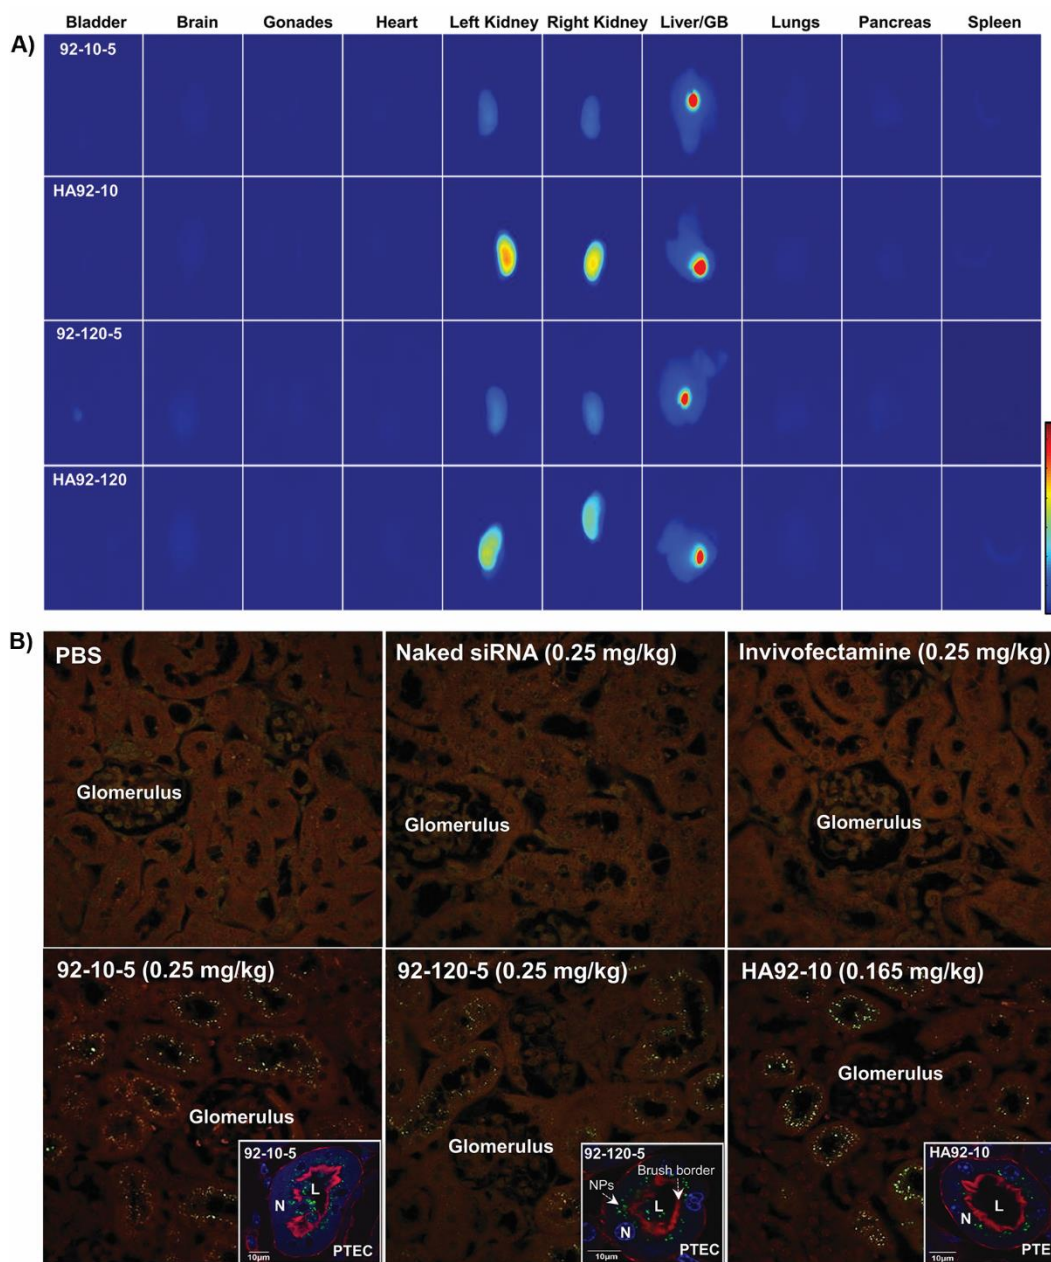 Bladder Brain Gonades Heart Left Kidney Right Kidney Liver/GB Lungs Pancreas Spleen
A)
92-10-5
HA92-10
92-120-5
HA92-120
B)
PBS
Naked siRNA (0.25 mg/kg)
Invivofectamine (0.25 mg/kg)
Glomerulus
Glomerulus
Glomerulus
92-10-5 (0.25 mg/kg)
92-120-5 (0.25 mg/kg)
HA92-10 (0.165 mg/kg)
Glomerulus
Glomerulus
Glomerulus
92-10-5
L
N
10µm
PTEC
92-120-5
Brush border
NPs
L
N
10µm
PTEC
HA92-10
L
N
10µm
PTE